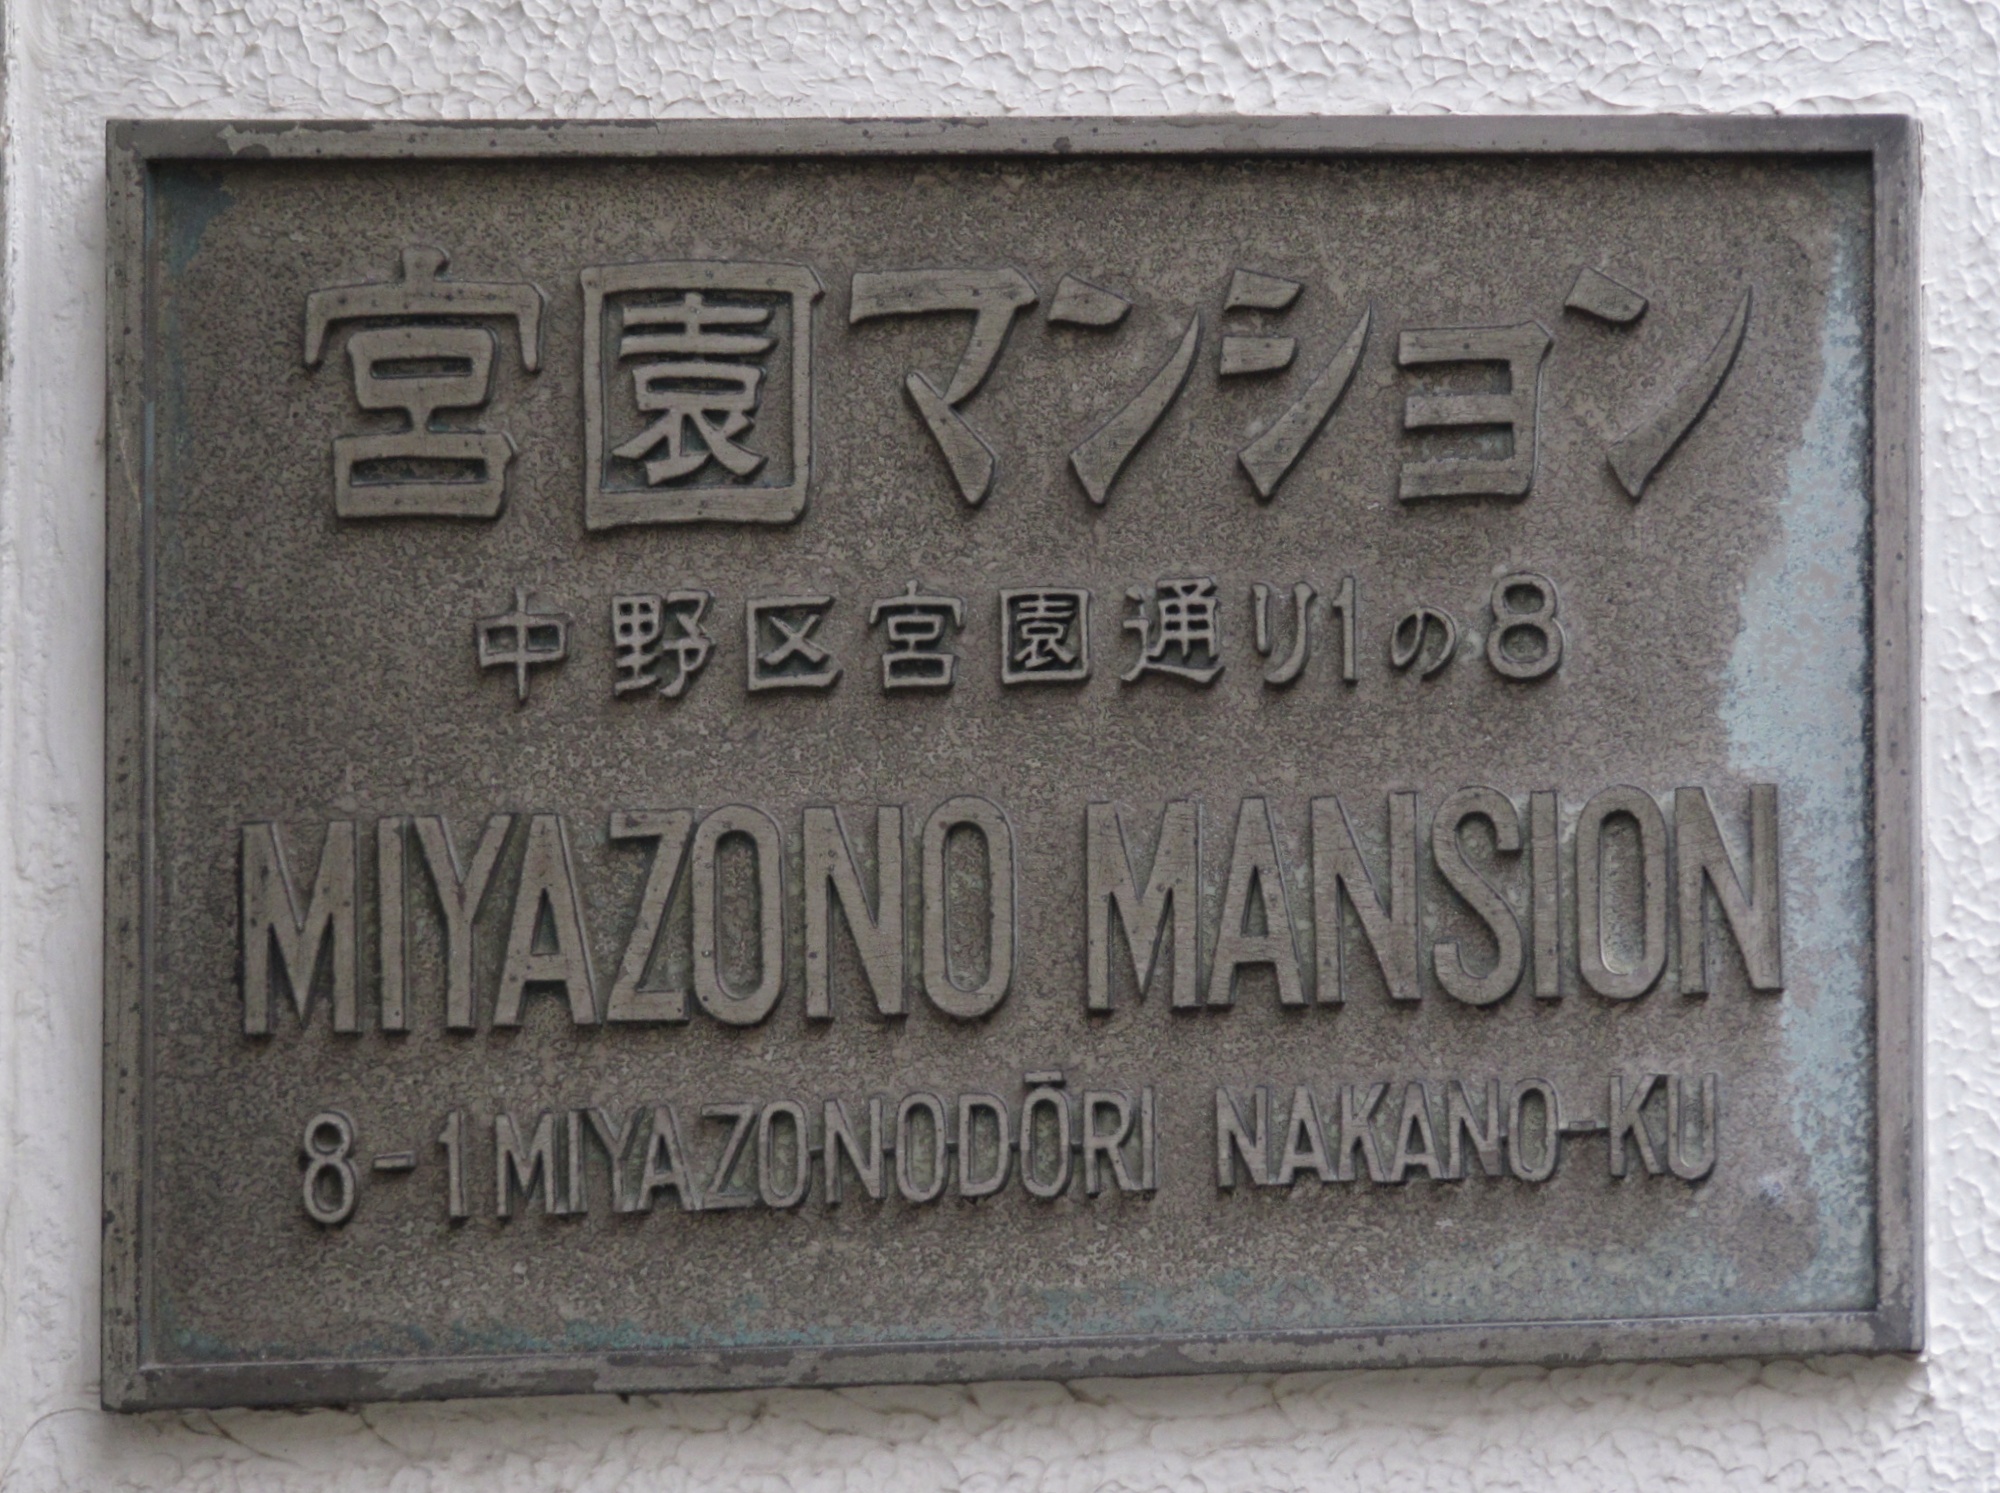 宮園マンション
中野区宮園通り1の8
MIYAZONO MANSION
8-1 MIYAZONODŌRI NAKANO-KU